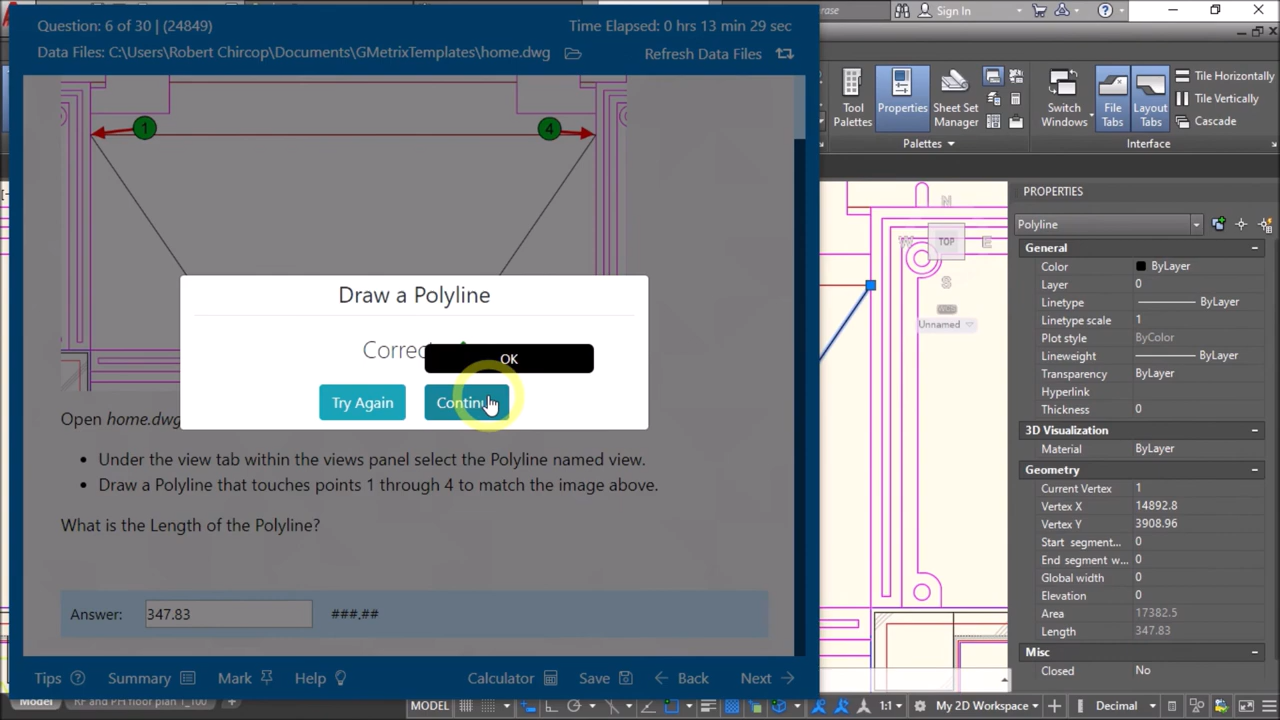 Question: 6 of 30 | (24849)
Time Elapsed: 0 hrs 13 min 29 sec
Data Files: C:\Users\Robert Chircop\Documents\GMetrixTemplates\home.dwg
Refresh Data Files
Sign In
Tool
Palettes
Properties
Sheet Set
Manager
Switch
Windows
File
Tabs
Layout
Tabs
Tile Horizontally
Tile Vertically
Cascade
Palettes
Interface
1
4
N
W
TOP
E
S
Unnamed
Draw a Polyline
OK
Try Again
Open home.dwg
Under the view tab within the views panel select the Polyline named view.
Draw a Polyline that touches points 1 through 4 to match the image above.
What is the Length of the Polyline?
Answer: 347.83 ###.##
Tips
Summary
Mark
Help
Calculator
Save
Back
Next
PROPERTIES
Polyline
General
Color ByLayer
Layer 0
Linetype ByLayer
Linetype scale 1
Plot style ByColor
Lineweight ByLayer
Transparency ByLayer
Hyperlink
Thickness 0
3D Visualization
Material ByLayer
Geometry
Current Vertex 1
Vertex X 14892.8
Vertex Y 3908.96
Start segment... 0
End segment w... 0
Global width 0
Elevation 0
Area 17382.5
Length 347.83
Misc
Closed No
Model
RF and PH floor plan 1_100
MODEL
1:1
My 2D Workspace
Decimal